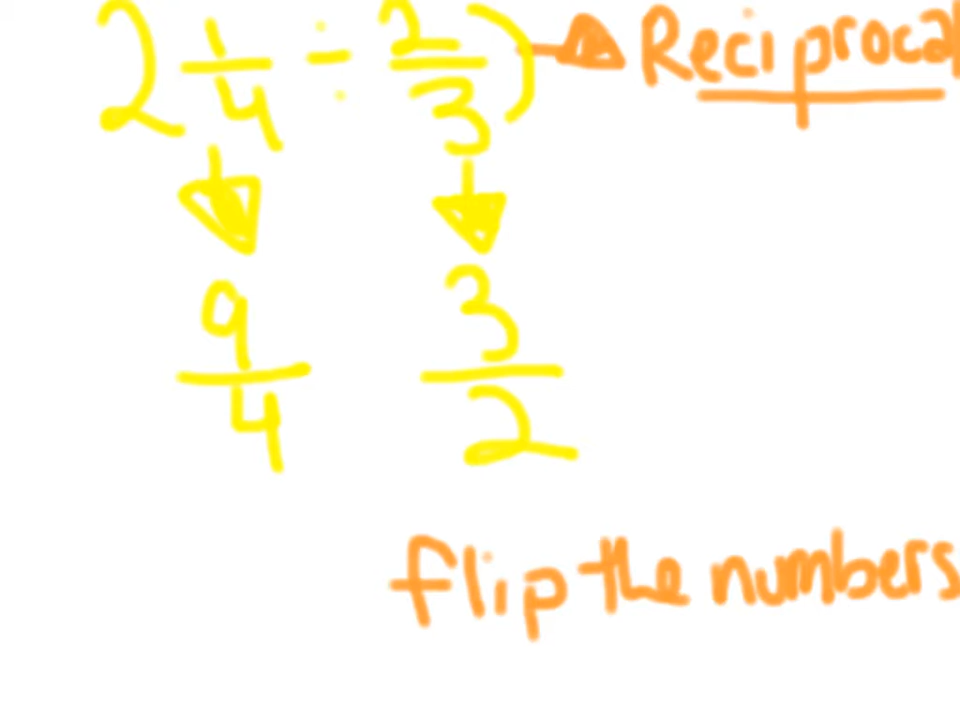 2 1/4 ÷ 2/3) Reciprocal
9/4 3/2
flip the numbers